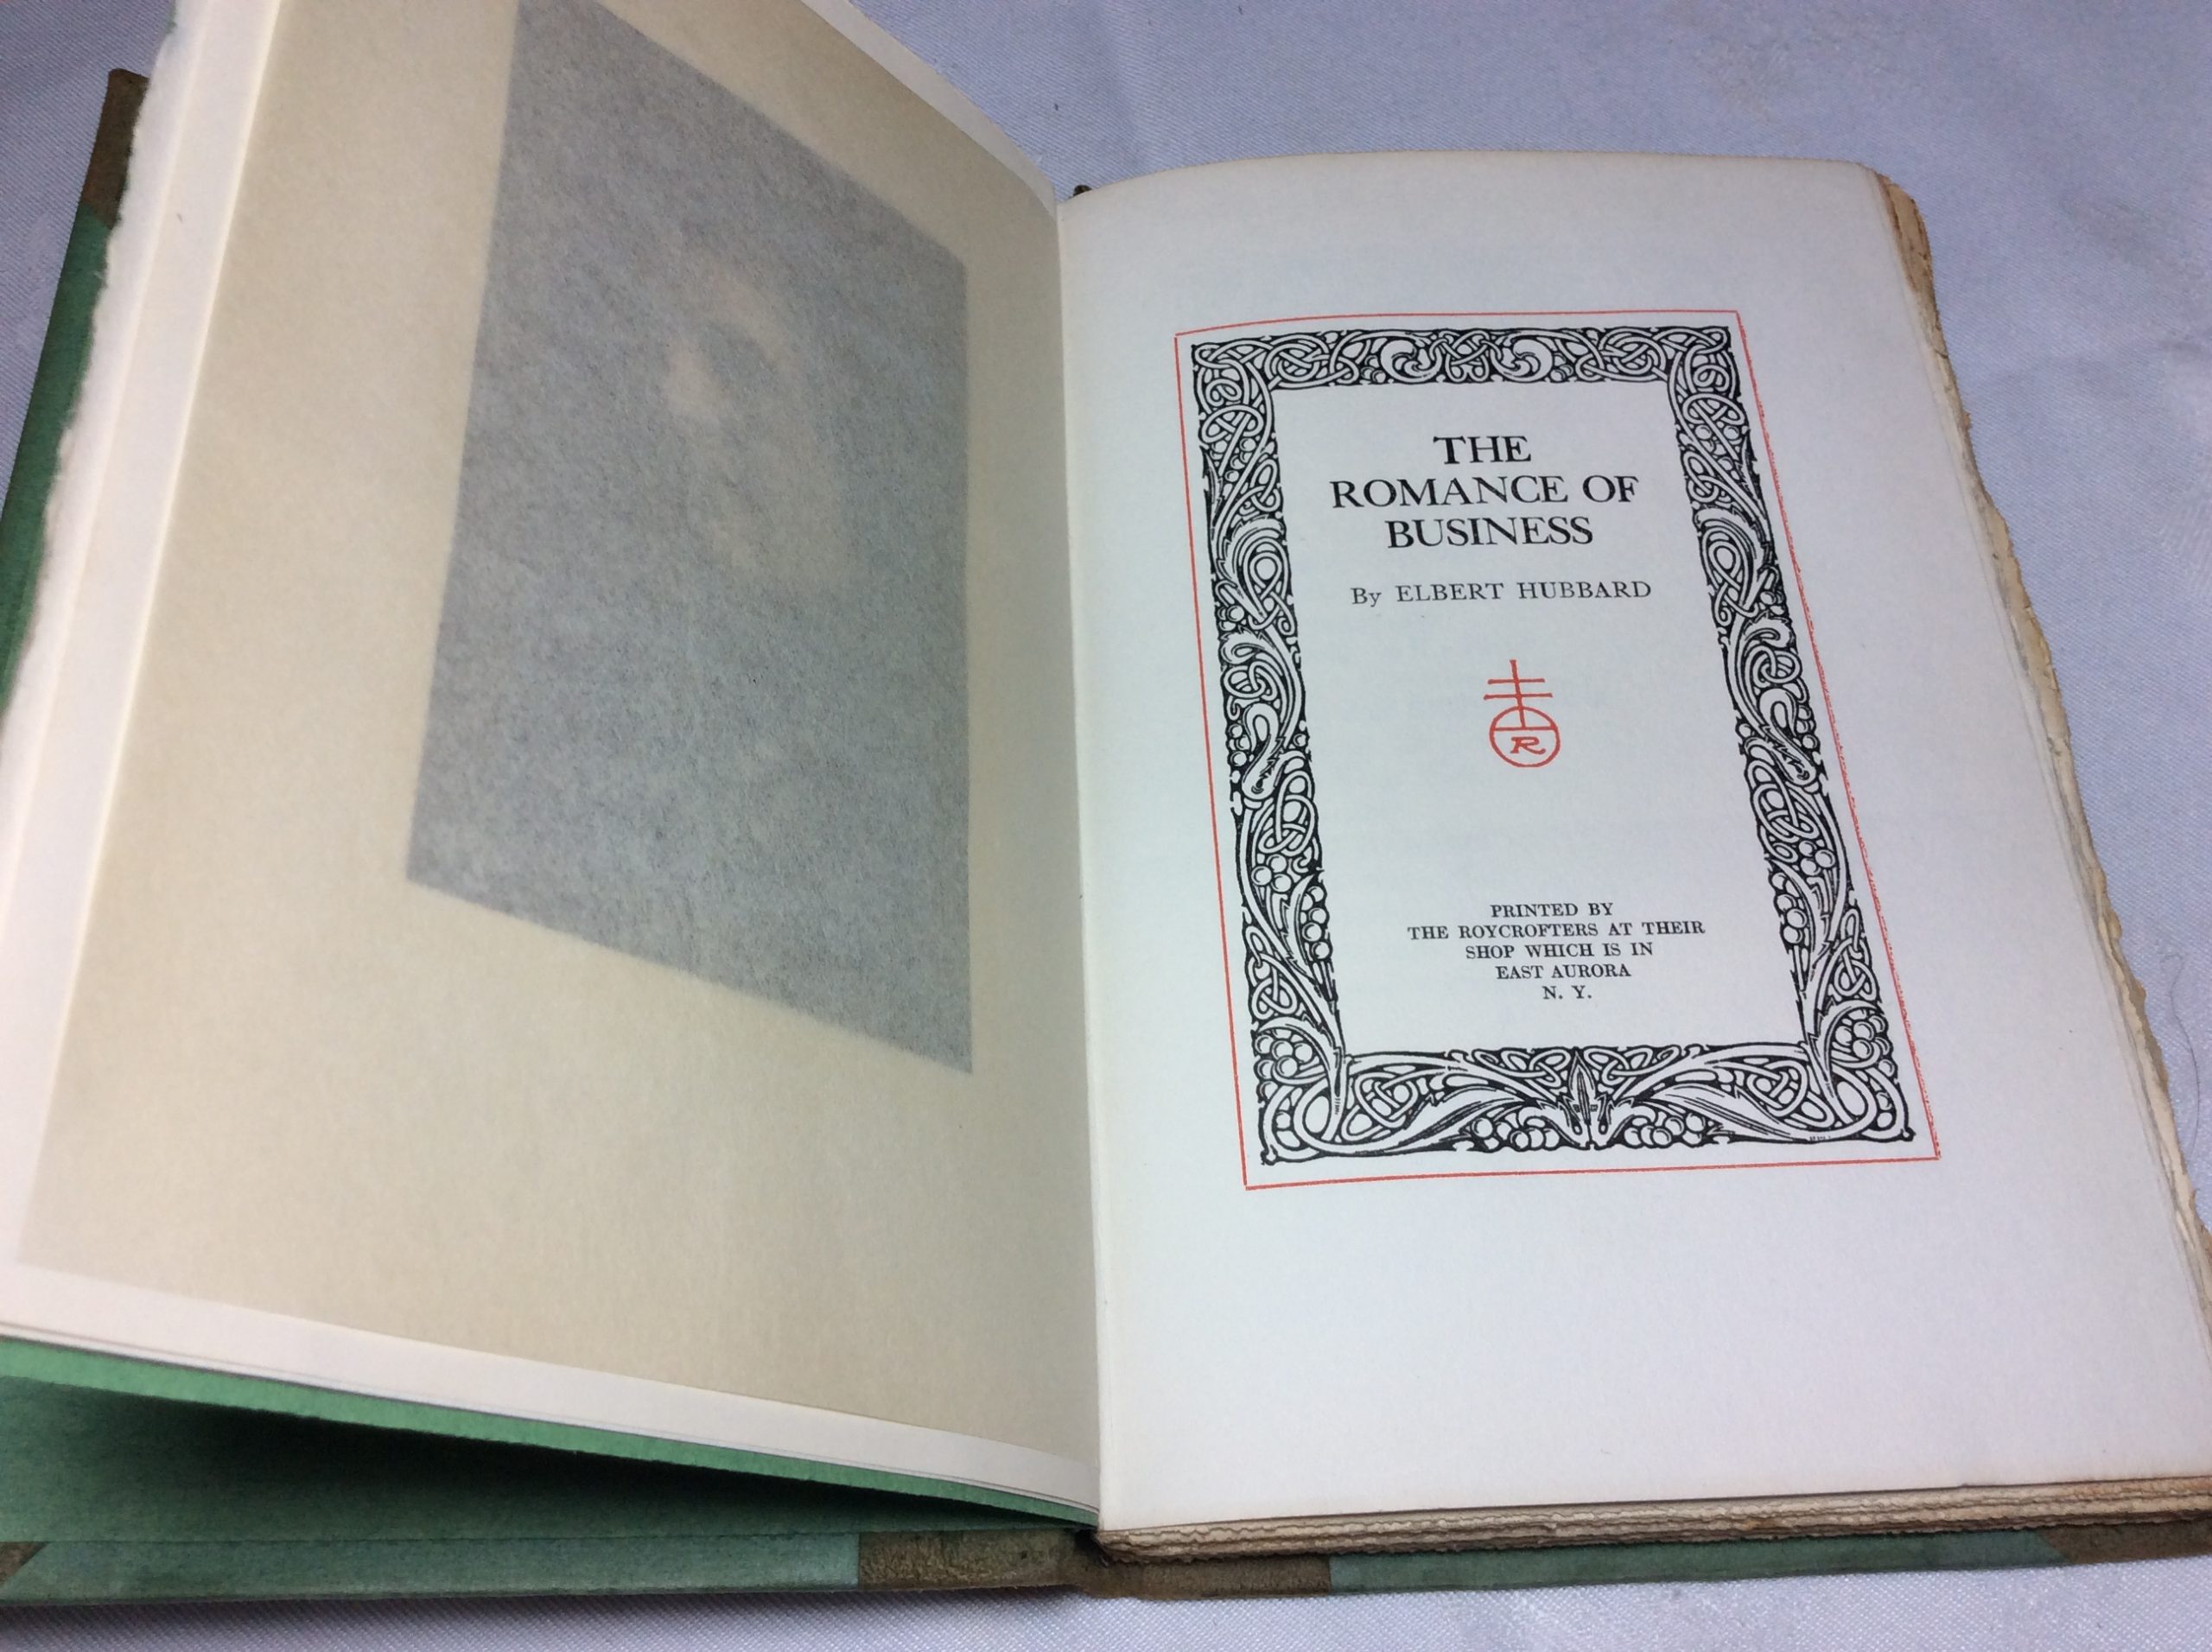 THE
ROMANCE OF
BUSINESS
By ELBERT HUBBARD
R
PRINTED BY
THE ROYCROFTERS AT THEIR
SHOP WHICH IS IN
EAST AURORA
N. Y.